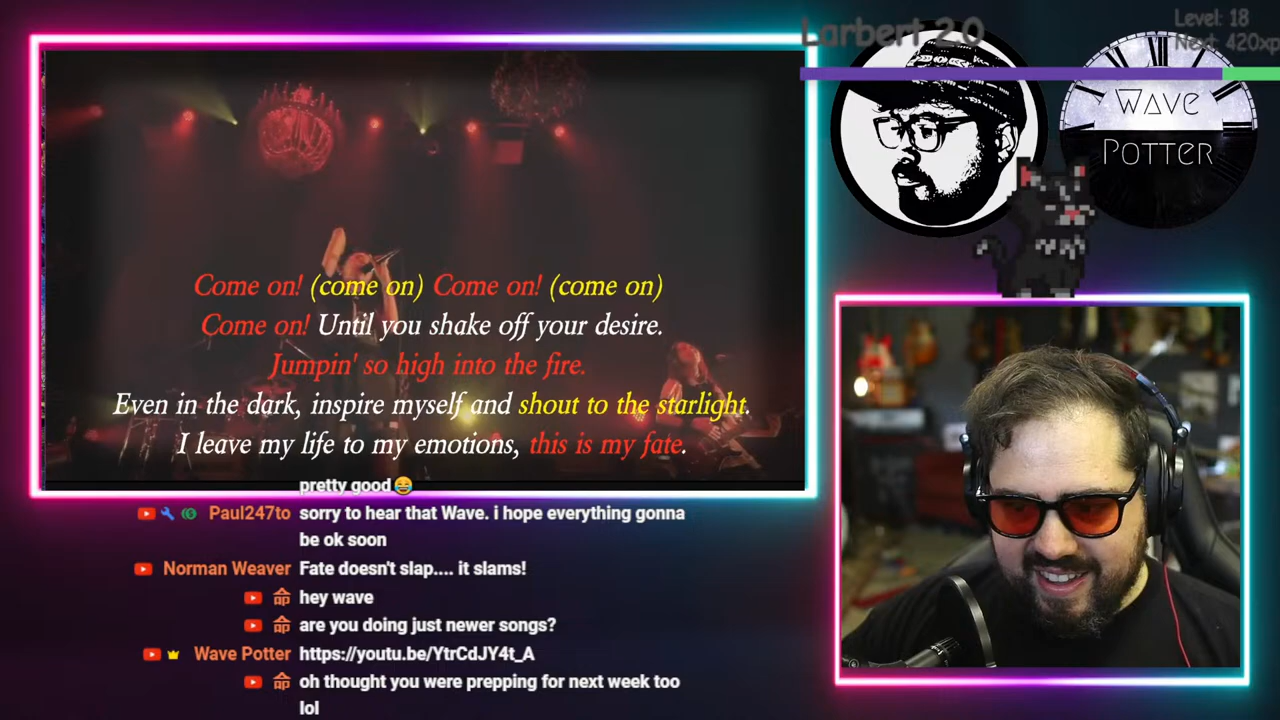 Larbert 2.0
Level: 18
Next: 420xp
WAVE
POTTER
Come on! (come on) Come on! (come on)
Come on! Until you shake off your desire.
Jumpin' so high into the fire.
Even in the dark, inspire myself and shout to the starlight.
I leave my life to my emotions, this is my fate.
pretty good😂
Paul247to sorry to hear that Wave. i hope everything gonna
be ok soon
Norman Weaver Fate doesn't slap.... it slams!
命 hey wave
命 are you doing just newer songs?
Wave Potter https://youtu.be/YtrCdJY4t_A
命 oh thought you were prepping for next week too
lol